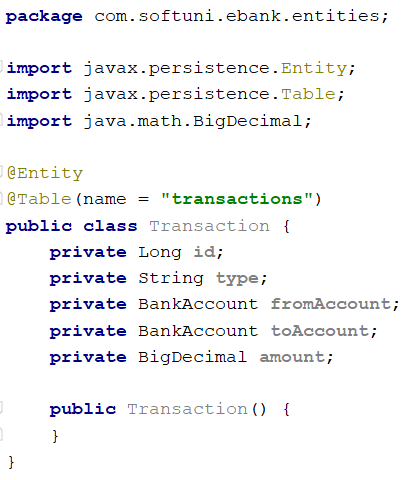 package com.softuni.ebank.entities;
import javax.persistence.Entity;
import javax.persistence.Table;
import java.math.BigDecimal;
@Entity
@Table(name = "transactions")
public class Transaction {
    private Long id;
    private String type;
    private BankAccount fromAccount;
    private BankAccount toAccount;
    private BigDecimal amount;
    public Transaction() {
    }
}